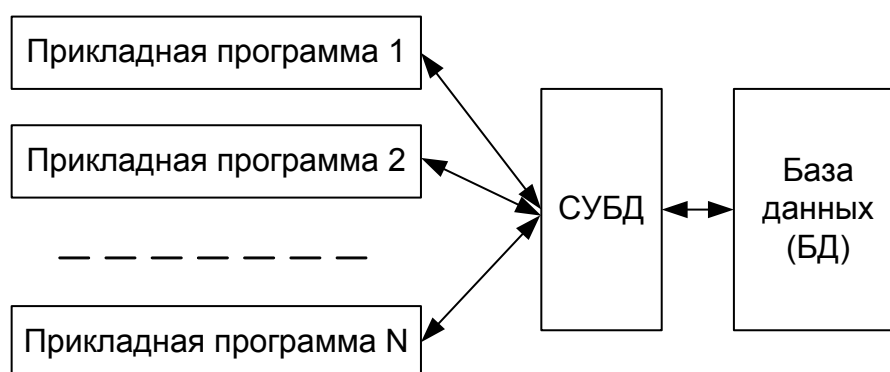 Прикладная программа 1
Прикладная программа 2
Прикладная программа N
СУБД
База
данных
(БД)